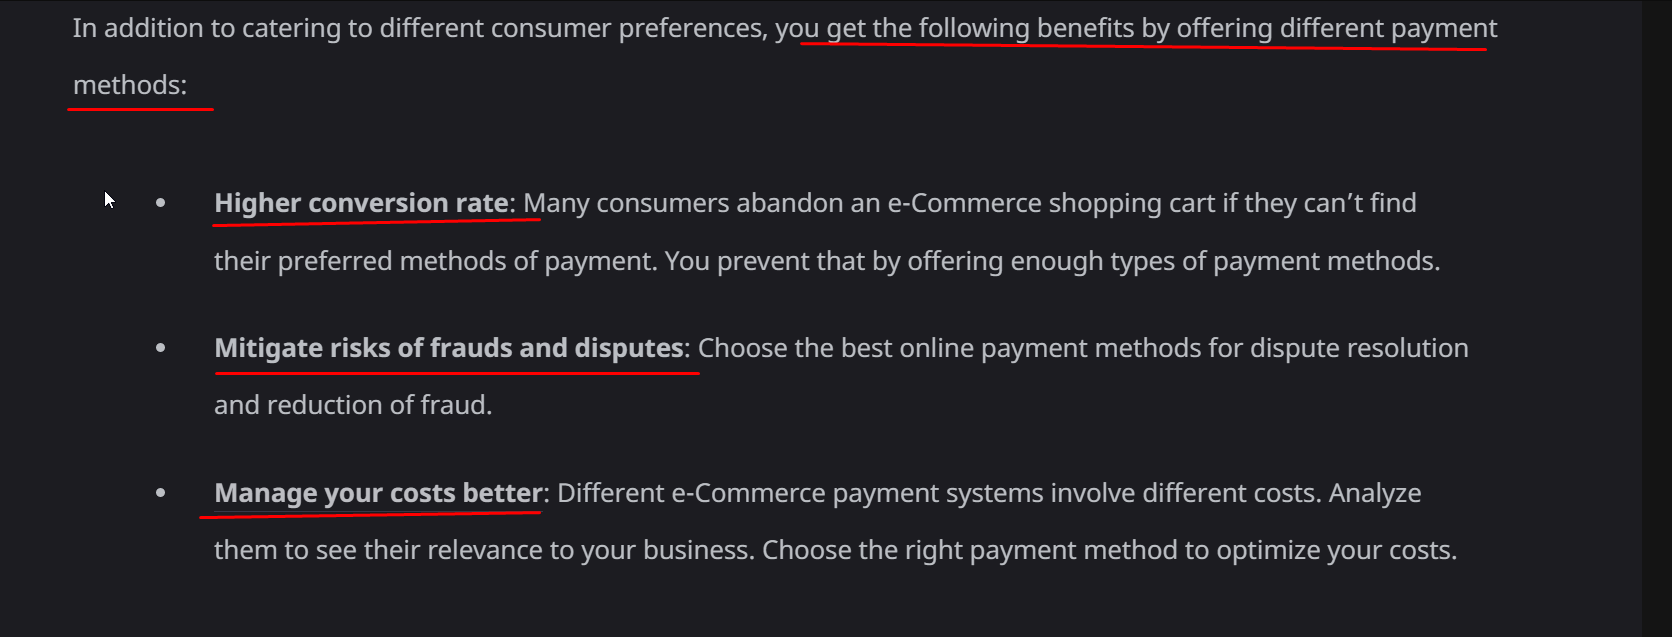 In addition to catering to different consumer preferences, you get the following benefits by offering different payment
methods:
• Higher conversion rate: Many consumers abandon an e-Commerce shopping cart if they can’t find
their preferred methods of payment. You prevent that by offering enough types of payment methods.
• Mitigate risks of frauds and disputes: Choose the best online payment methods for dispute resolution
and reduction of fraud.
• Manage your costs better: Different e-Commerce payment systems involve different costs. Analyze
them to see their relevance to your business. Choose the right payment method to optimize your costs.